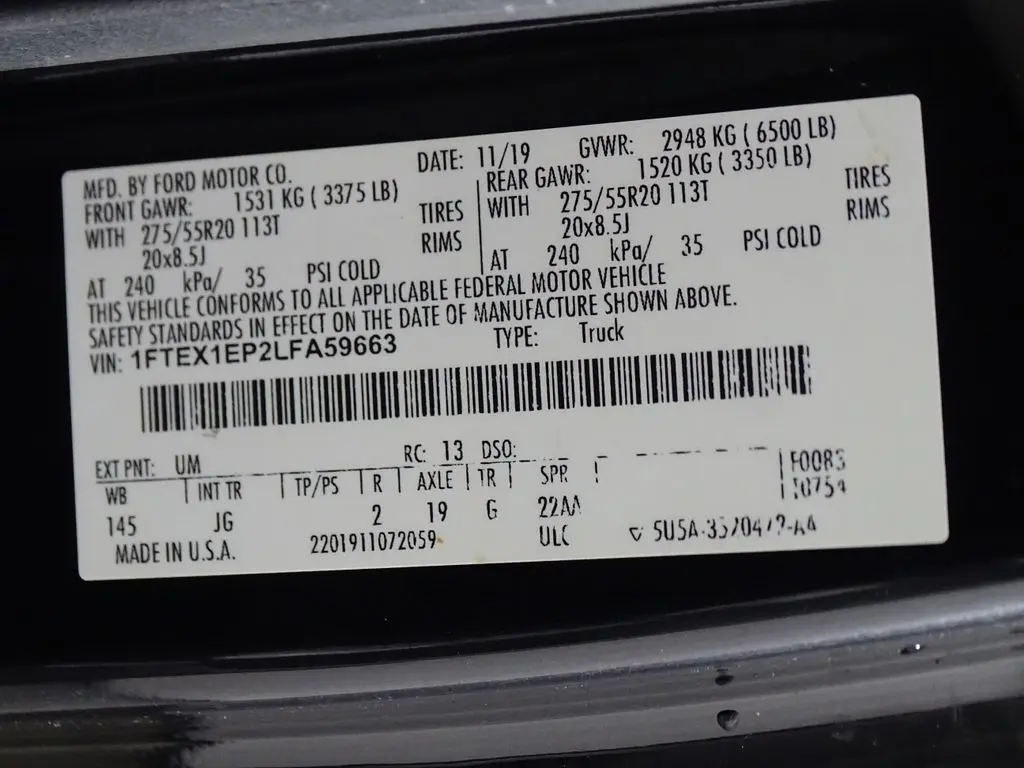 MFD. BY FORD MOTOR CO. DATE: 11/19 GVWR: 2948 KG ( 6500 LB)
FRONT GAWR: 1531 KG ( 3375 LB) REAR GAWR: 1520 KG ( 3350 LB)
WITH 275/55R20 113T TIRES WITH 275/55R20 113T TIRES
20x8.5J RIMS 20x8.5J RIMS
AT 240 kPa/ 35 PSI COLD AT 240 kPa/ 35 PSI COLD
THIS VEHICLE CONFORMS TO ALL APPLICABLE FEDERAL MOTOR VEHICLE
SAFETY STANDARDS IN EFFECT ON THE DATE OF MANUFACTURE SHOWN ABOVE.
VIN: 1FTEX1EP2LFA59663 TYPE: Truck
EXT PNT: UM RC: 13 DSO:
WB INT TR TP/PS R AXLE TR SPR F0083
145 JG 2 19 G 22AA
MADE IN U.S.A. 2201911072059 ULC